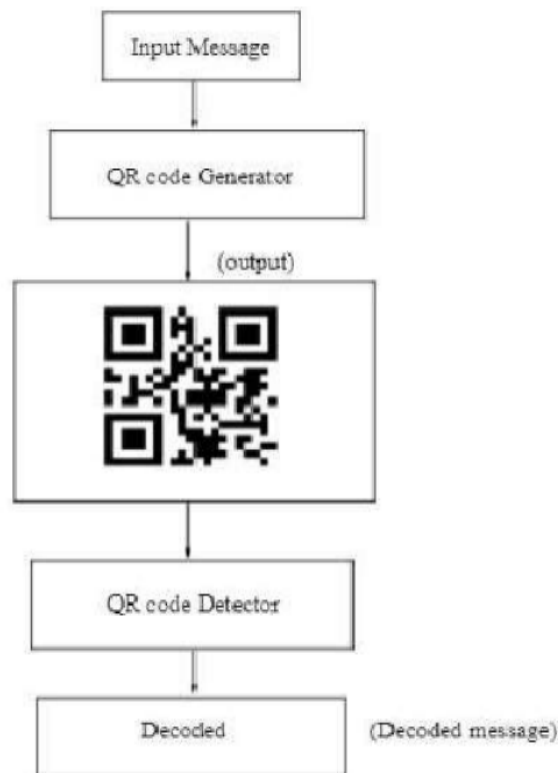 Input Message
QR code Generator
(output)
QR code Detector
Decoded (Decoded message)